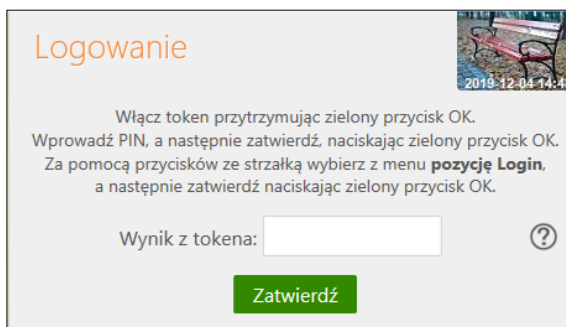 Logowanie
2019-12-04 14:4
Włącz token przytrzymując zielony przycisk OK.
Wprowadź PIN, a następnie zatwierdź, naciskając zielony przycisk OK.
Za pomocą przycisków ze strzałką wybierz z menu pozycję Login,
a następnie zatwierdź naciskając zielony przycisk OK.
Wynik z tokena:
?
Zatwierdź